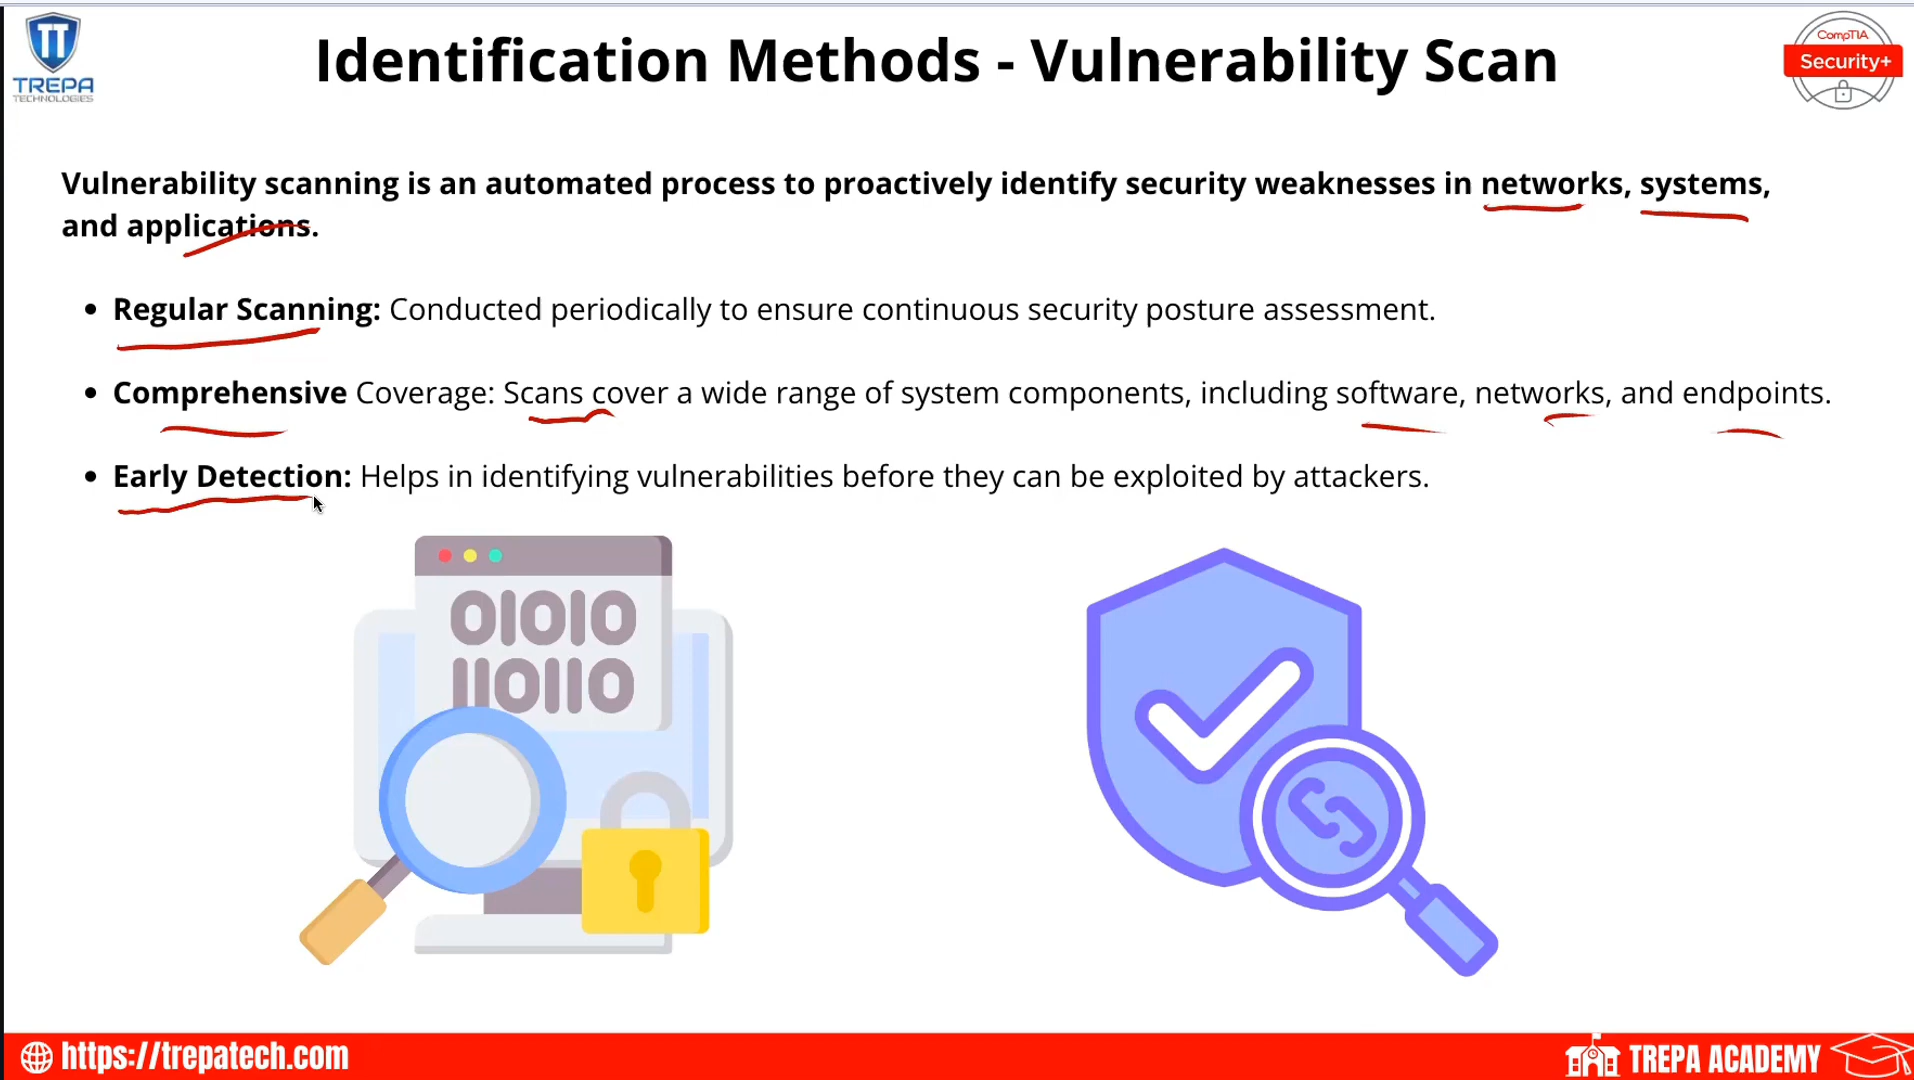 TREPA
TECHNOLOGIES
Identification Methods - Vulnerability Scan
CompTIA
Security+
Vulnerability scanning is an automated process to proactively identify security weaknesses in networks, systems,
and applications.
• Regular Scanning: Conducted periodically to ensure continuous security posture assessment.
• Comprehensive Coverage: Scans cover a wide range of system components, including software, networks, and endpoints.
• Early Detection: Helps in identifying vulnerabilities before they can be exploited by attackers.
01010
110110
https://trepatech.com
TREPA ACADEMY